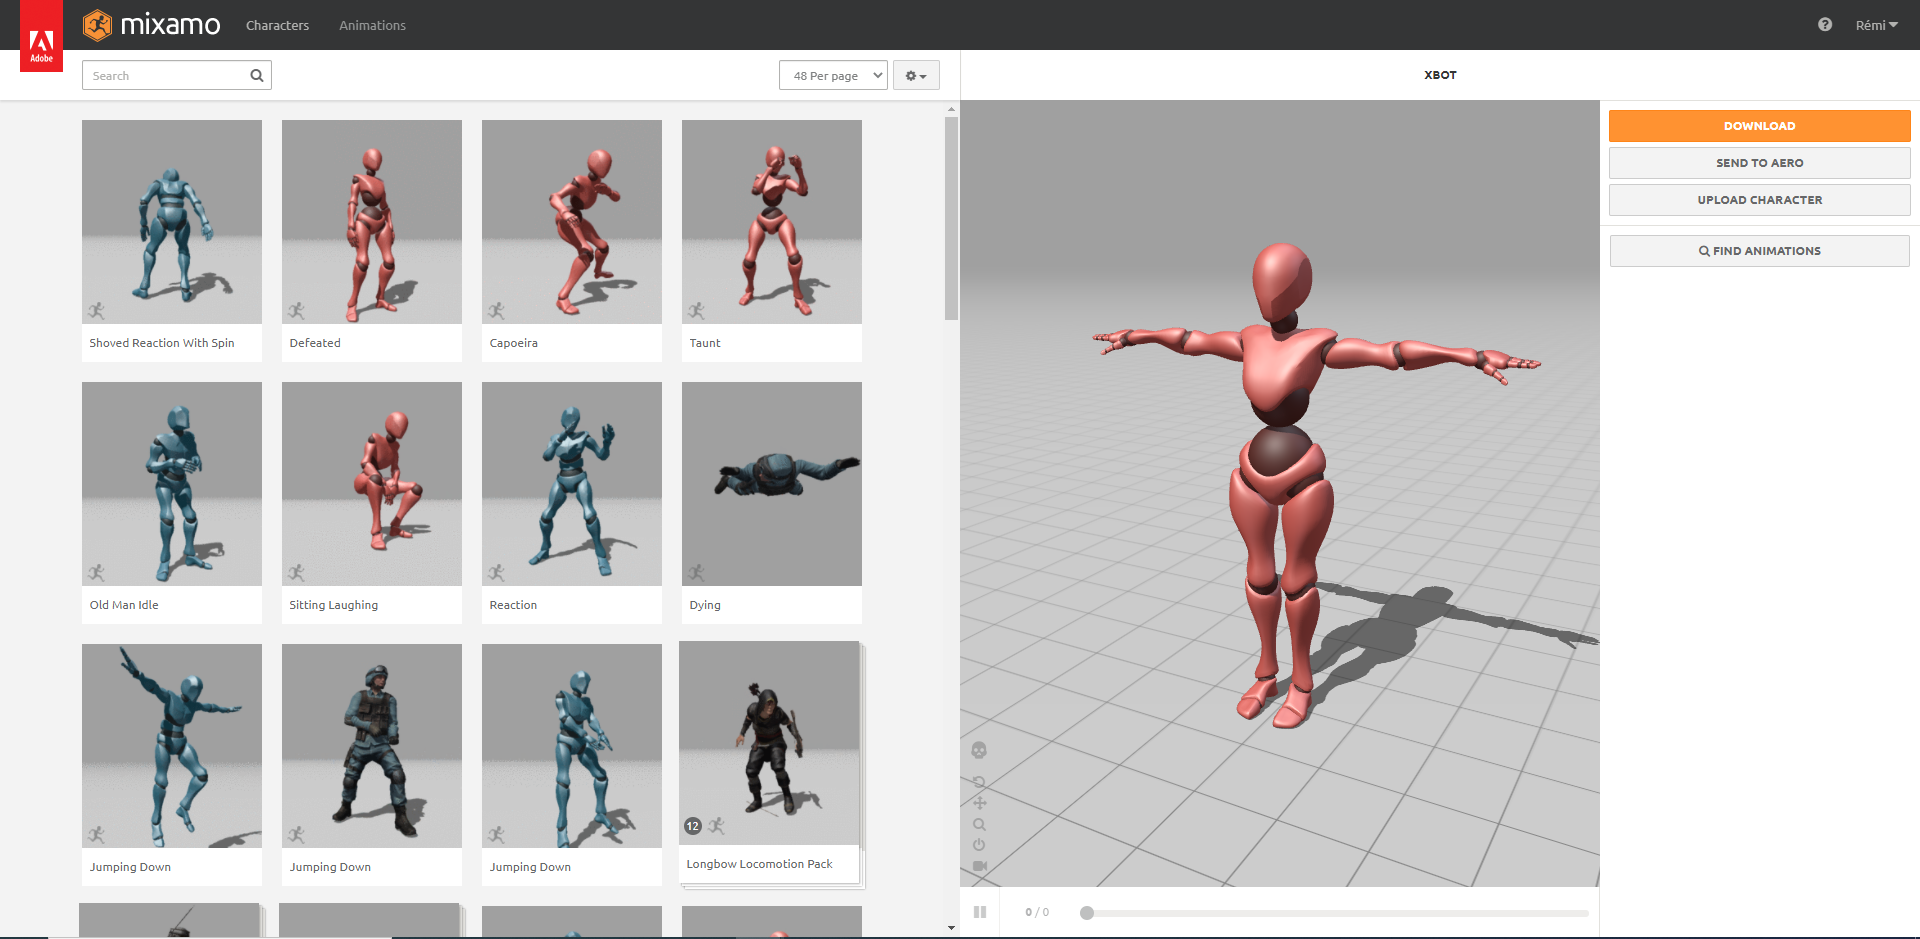 Adobe
mixamo
Characters
Animations
Rémi
Search
48 Per page
XBOT
Shoved Reaction With Spin
Defeated
Capoeira
Taunt
Old Man Idle
Sitting Laughing
Reaction
Dying
Jumping Down
Jumping Down
Jumping Down
12
Longbow Locomotion Pack
DOWNLOAD
SEND TO AERO
UPLOAD CHARACTER
FIND ANIMATIONS
0 / 0